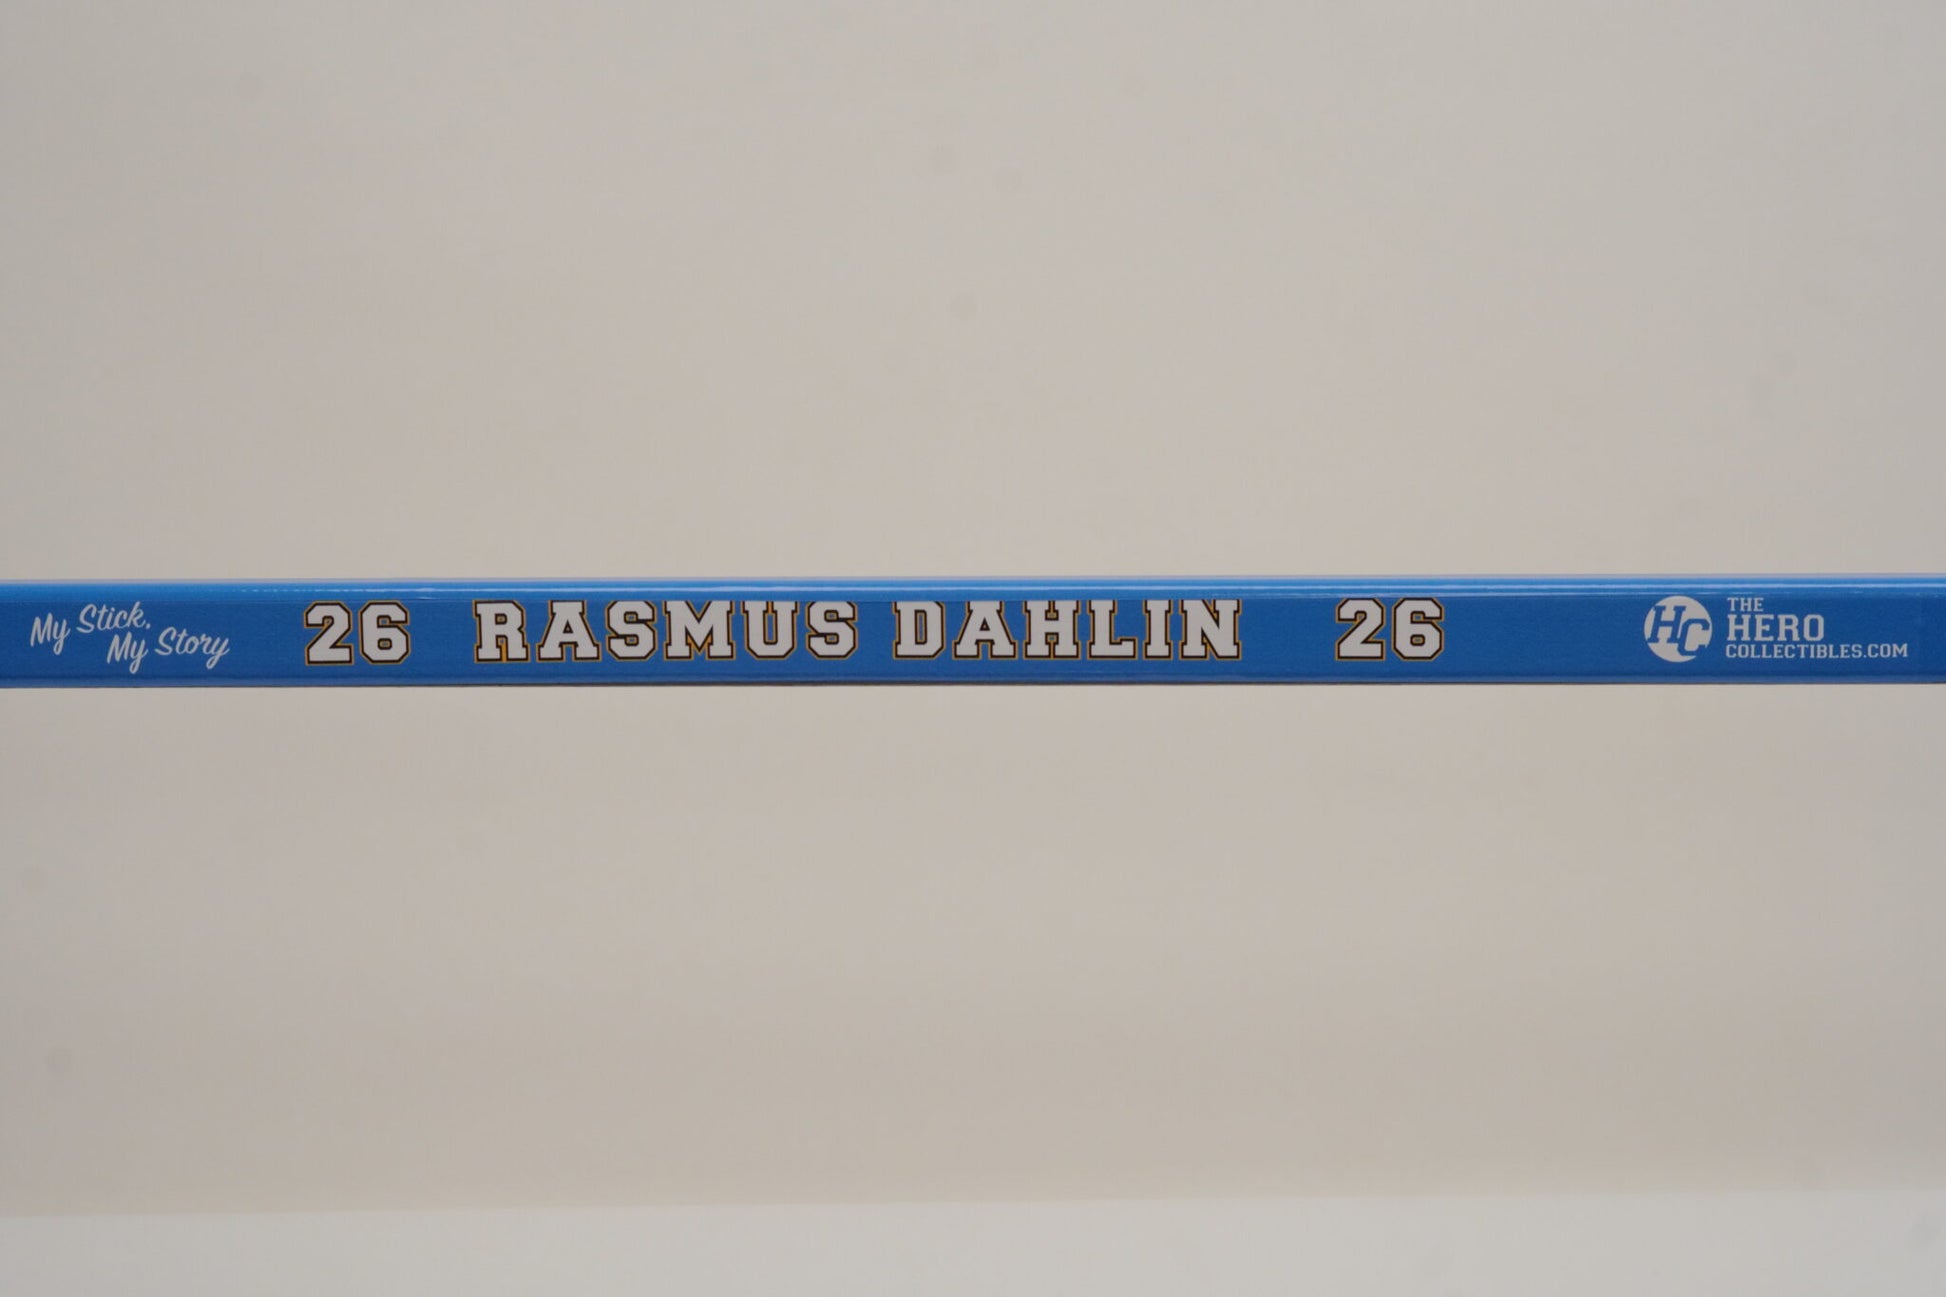 My Stick,
My Story
26 RASMUS DAHLIN 26
HC
THE
HERO
COLLECTIBLES.COM